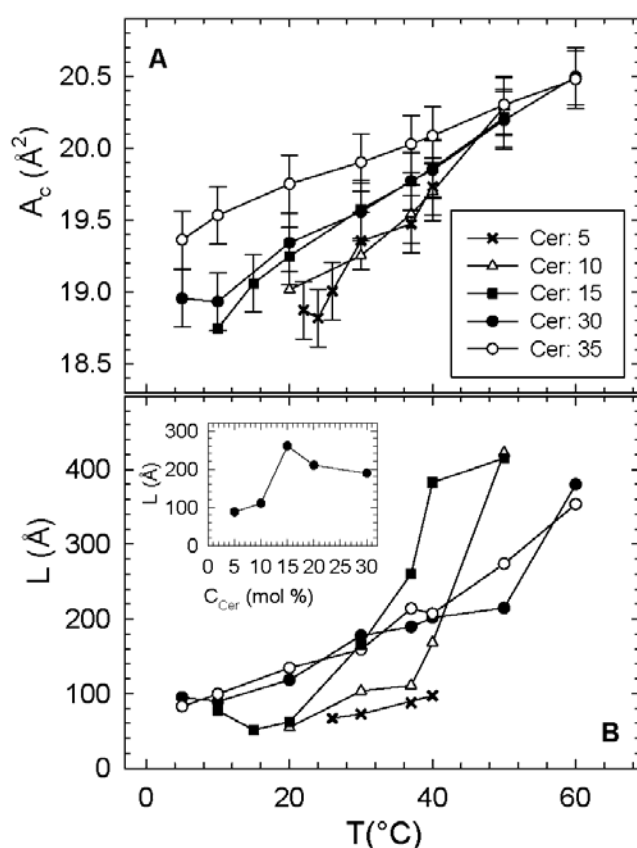 A
A_c (Å²)
20.5
20.0
19.5
19.0
18.5
Cer: 5
Cer: 10
Cer: 15
Cer: 30
Cer: 35
B
L (Å)
400
300
200
100
0
300
200
100
0
L (Å)
0 5 10 15 20 25 30
C_Cer (mol %)
0 20 40 60
T(°C)